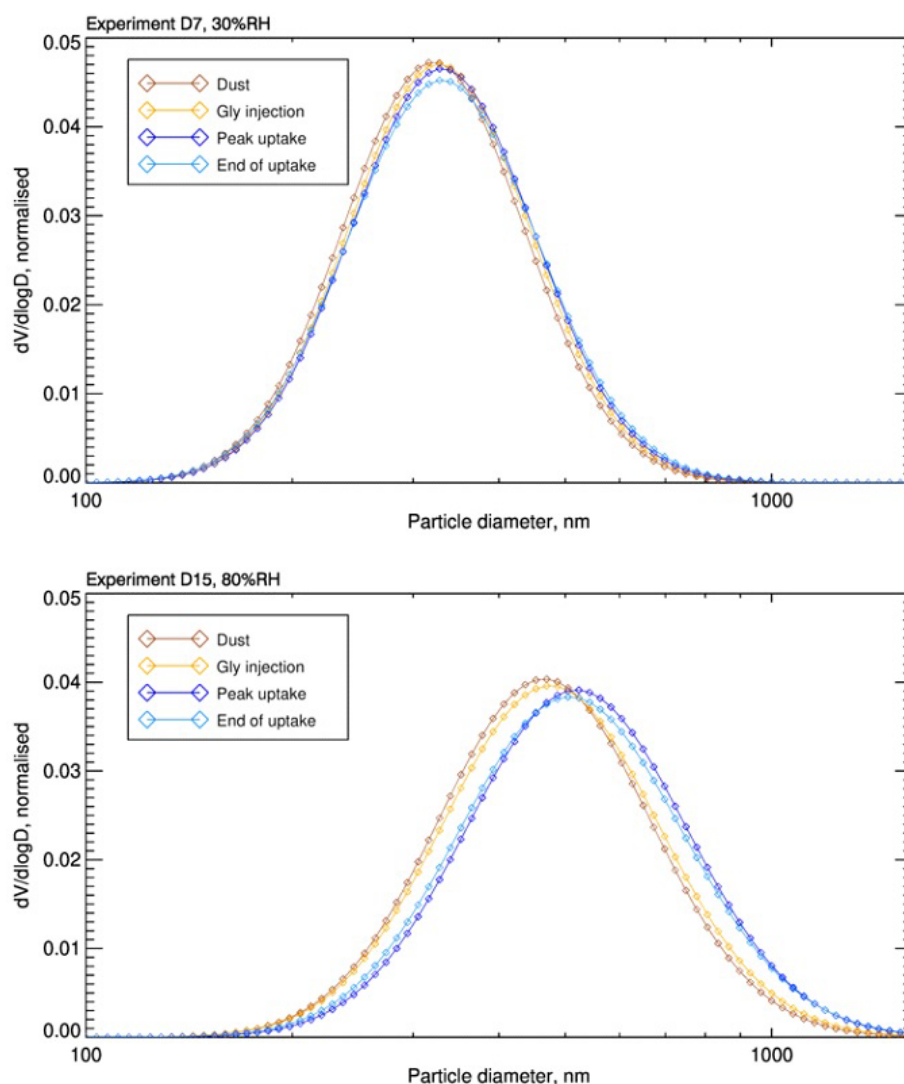 Experiment D7, 30%RH
0.05
Dust
Gly injection
Peak uptake
End of uptake
0.04
0.03
0.02
0.01
0.00
dV/dlogD, normalised
100
1000
Particle diameter, nm
Experiment D15, 80%RH
0.05
Dust
Gly injection
Peak uptake
End of uptake
0.04
0.03
0.02
0.01
0.00
dV/dlogD, normalised
100
1000
Particle diameter, nm